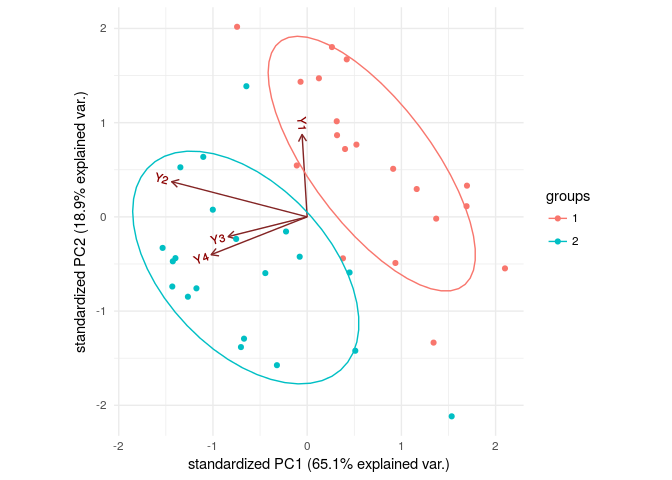 2
1
0
-1
-2
standardized PC2 (18.9% explained var.)
Y1
Y2
Y3
Y4
-2 -1 0 1 2
standardized PC1 (65.1% explained var.)
groups
1
2